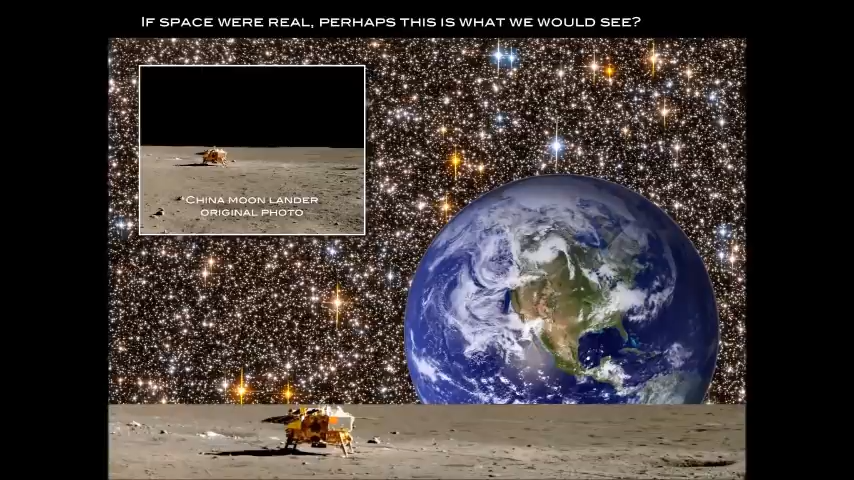 If space were real, perhaps this is what we would see?
*China moon lander
original photo